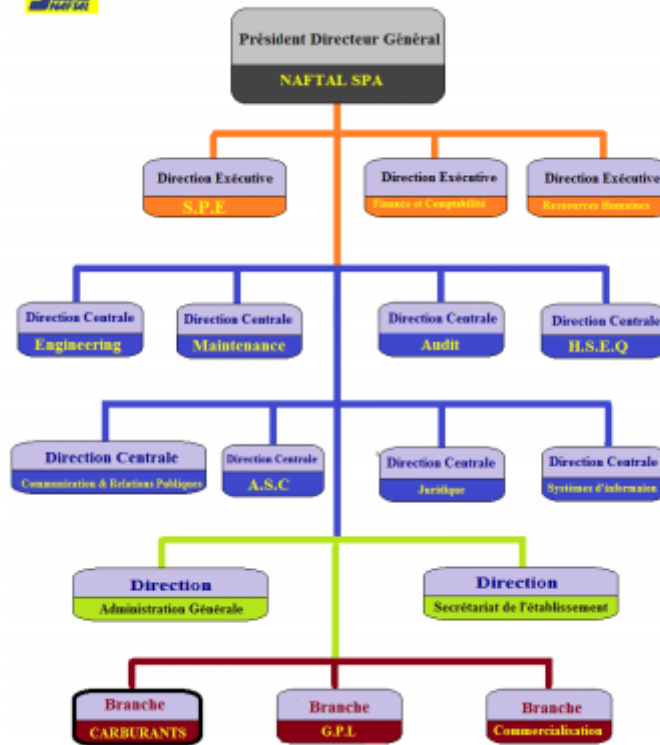 NAFTAL
Président Directeur Général
NAFTAL SPA
Direction Exécutive
S.P.E
Direction Exécutive
Finance et Comptabilité
Direction Exécutive
Ressources Humaines
Direction Centrale
Engineering
Direction Centrale
Maintenance
Direction Centrale
Audit
Direction Centrale
H.S.E.Q
Direction Centrale
Communication & Relations Publiques
Direction Centrale
A.S.C
Direction Centrale
Juridique
Direction Centrale
Systèmes d'informaion
Direction
Administration Générale
Direction
Secrétariat de l'établissement
Branche
CARBURANTS
Branche
G.P.L
Branche
Commercialisation